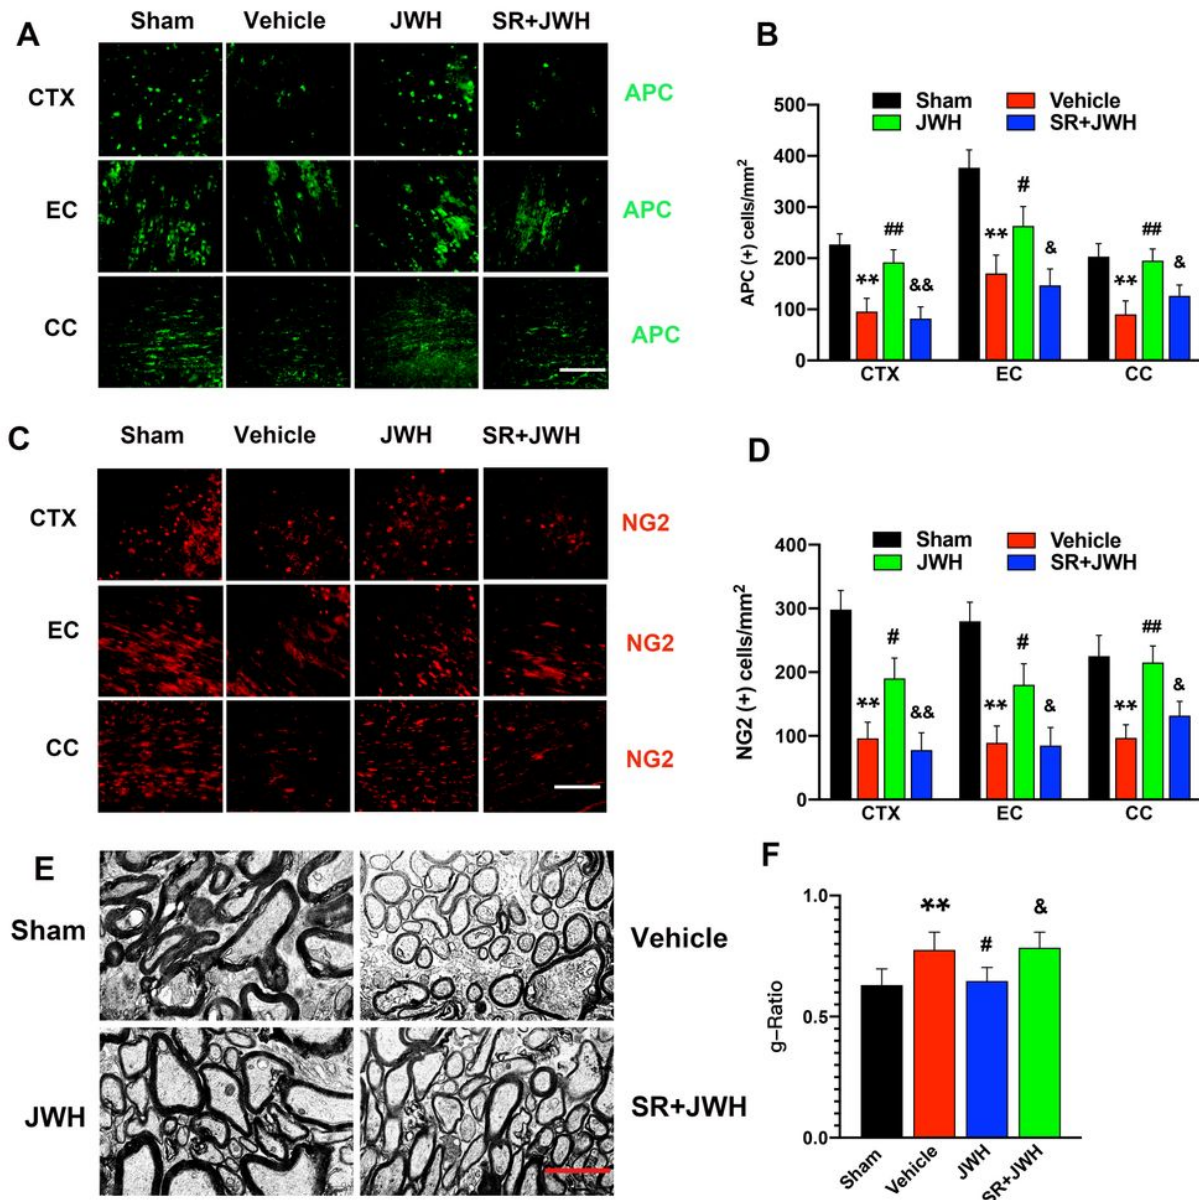 A
Sham Vehicle JWH SR+JWH
CTX APC
EC APC
CC APC
B
Sham Vehicle
JWH SR+JWH
APC (+) cells/mm²
500
400
300
200
100
0
** ## &&
** # &
** ## &
CTX EC CC
C
Sham Vehicle JWH SR+JWH
CTX NG2
EC NG2
CC NG2
D
Sham Vehicle
JWH SR+JWH
NG2 (+) cells/mm²
400
300
200
100
0
** # &&
** # &
** ## &
CTX EC CC
E
Sham Vehicle
JWH SR+JWH
F
g–Ratio
1.0
0.5
0.0
** # &
Sham Vehicle JWH SR+JWH